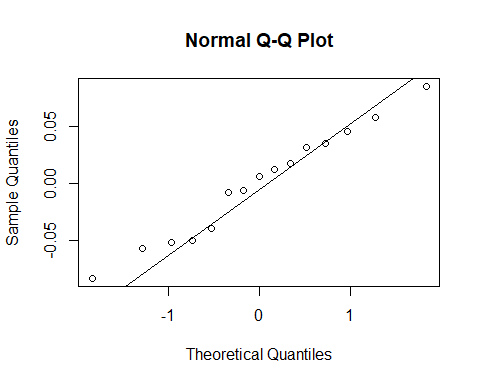 Normal Q-Q Plot
Sample Quantiles
0.05
0.00
-0.05
-1 0 1
Theoretical Quantiles